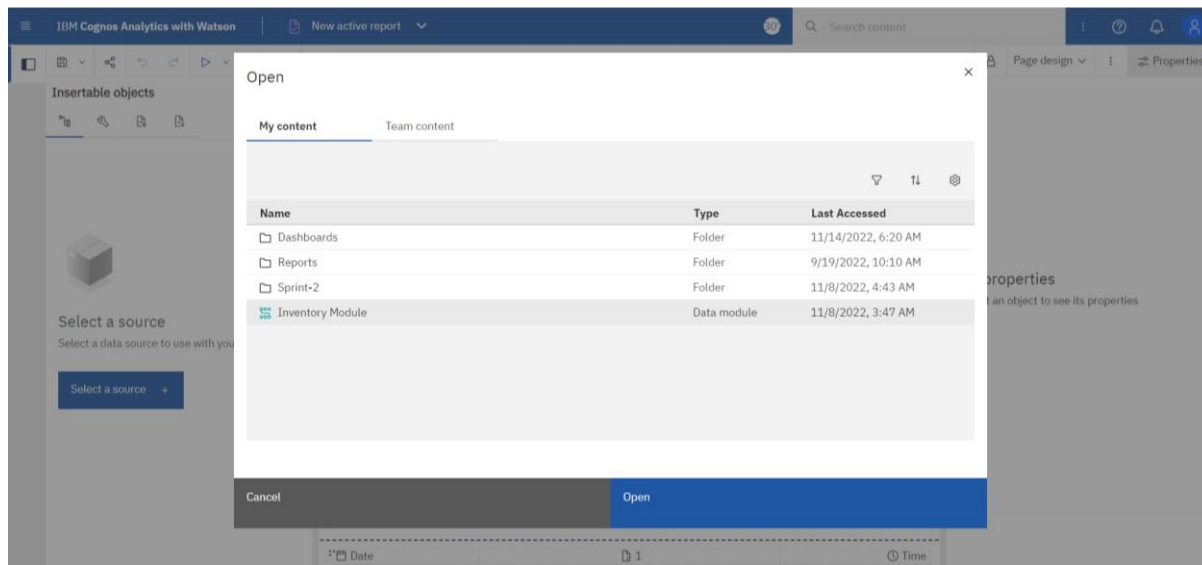 IBM Cognos Analytics with Watson
New active report
30'
Search content
Page design
Properties
Insertable objects
Open
My content
Team content
Name Type Last Accessed
Dashboards Folder 11/14/2022, 6:20 AM
Reports Folder 9/19/2022, 10:10 AM
Sprint-2 Folder 11/8/2022, 4:43 AM
Inventory Module Data module 11/8/2022, 3:47 AM
Select a source
Select a data source to use with you
Select a source +
properties
t an object to see its properties
Cancel
Open
Date 1 Time